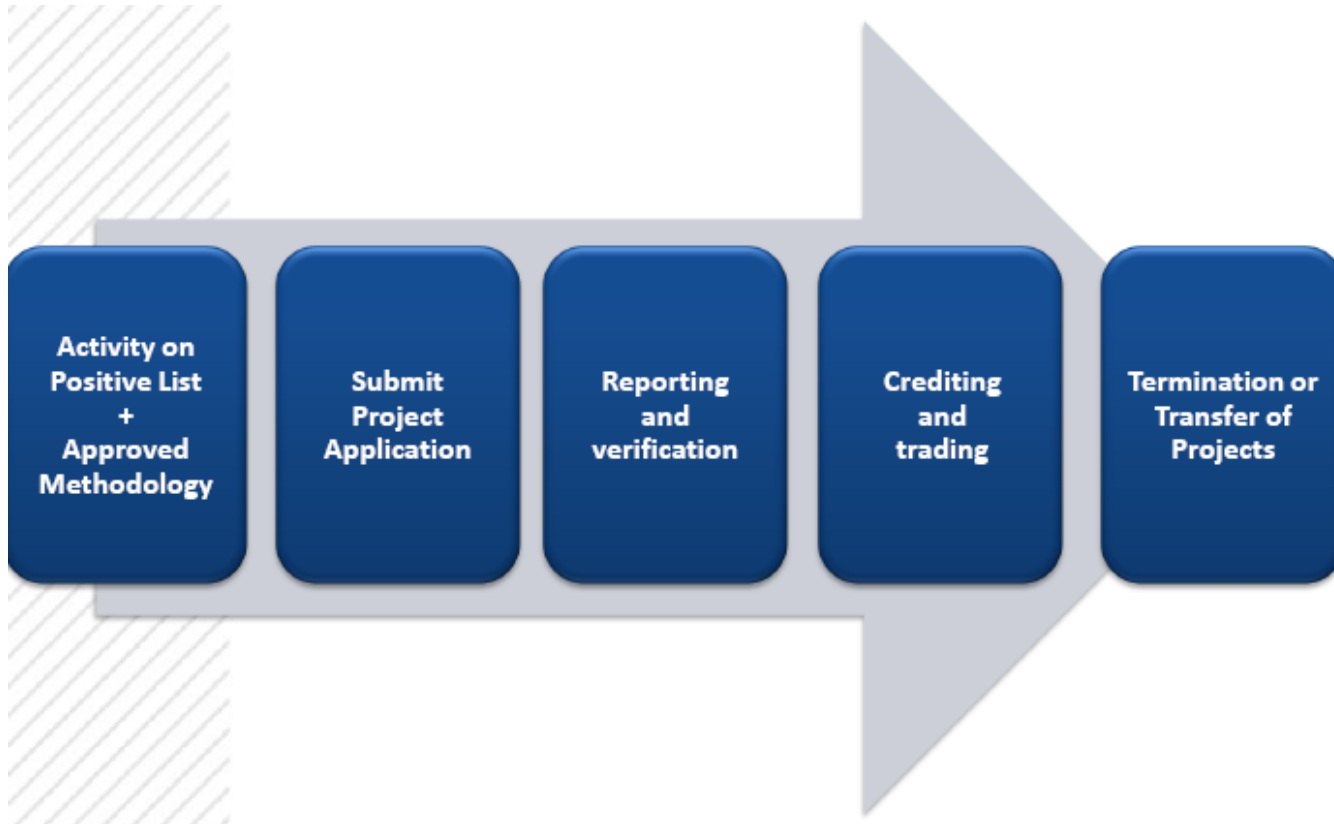 Activity on
Positive List
+
Approved
Methodology
Submit
Project
Application
Reporting
and
verification
Crediting
and
trading
Termination or
Transfer of
Projects